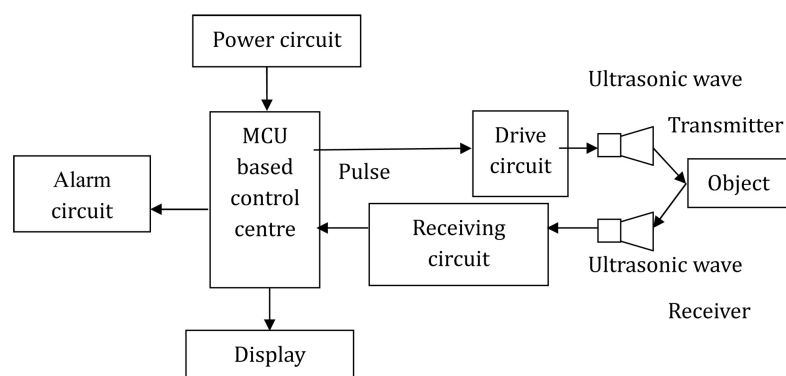 Power circuit
Ultrasonic wave
Transmitter
MCU
based
control
centre
Pulse
Drive
circuit
Object
Alarm
circuit
Receiving
circuit
Ultrasonic wave
Receiver
Display